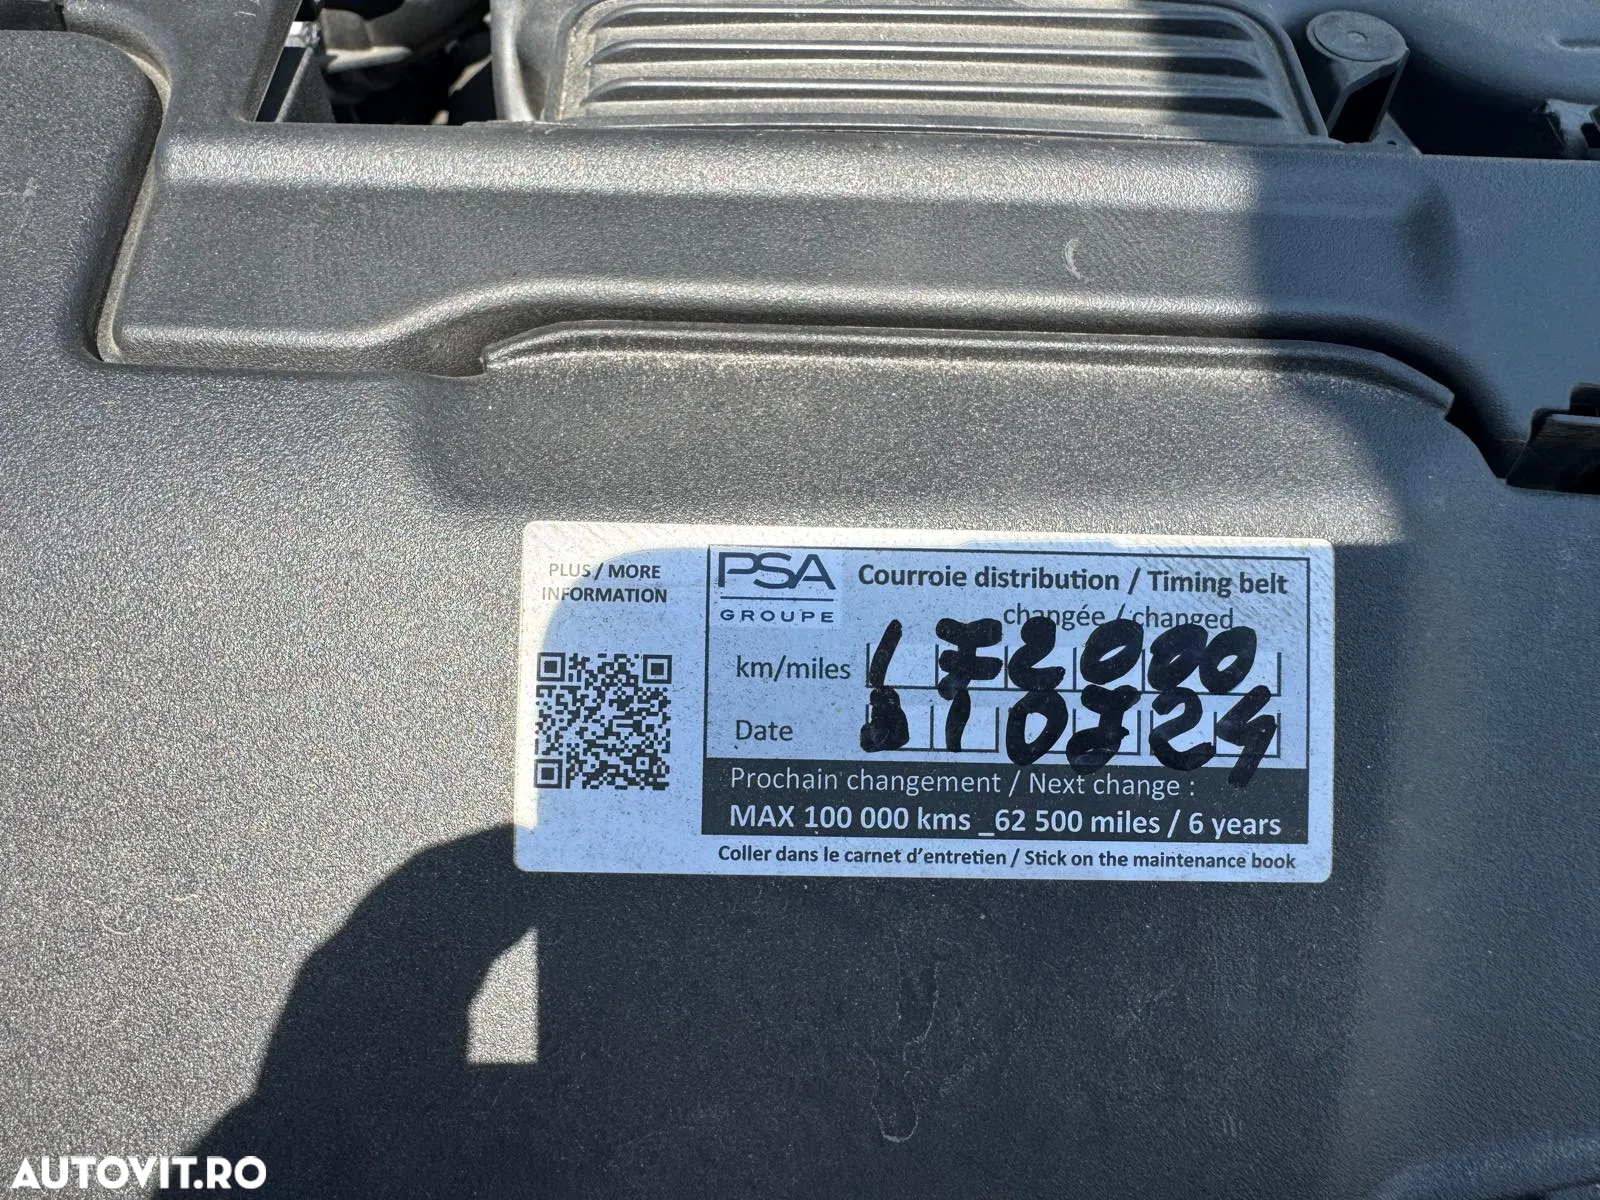 PLUS / MORE
INFORMATION
PSA
GROUPE
Courroie distribution / Timing belt
changée / changed
km/miles 172000
Date 310724
Prochain changement / Next change :
MAX 100 000 kms _62 500 miles / 6 years
Coller dans le carnet d'entretien / Stick on the maintenance book
AUTOVIT.RO